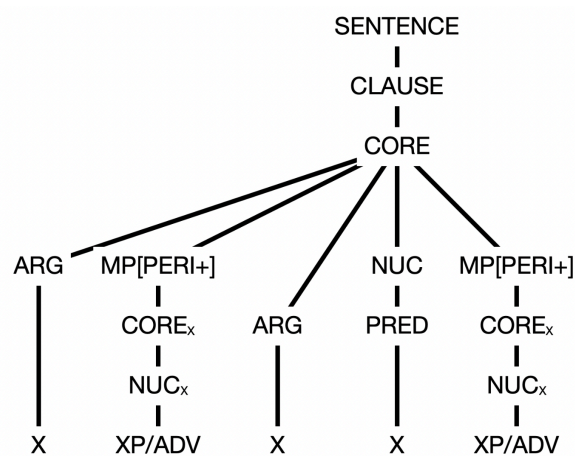 SENTENCE
CLAUSE
CORE
ARG MP[PERI+] NUC MP[PERI+]
COREₓ ARG PRED COREₓ
NUCₓ NUCₓ
X XP/ADV X X XP/ADV